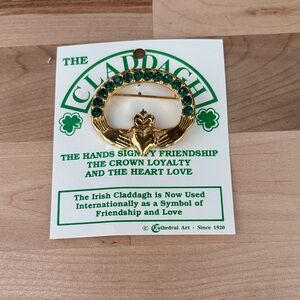 THE
CLADDAGH
THE HANDS SIGNIFY FRIENDSHIP
THE CROWN LOYALTY
AND THE HEART LOVE
The Irish Claddagh is Now Used
Internationally as a Symbol of
Friendship and Love
© Cathedral Art - Since 1920